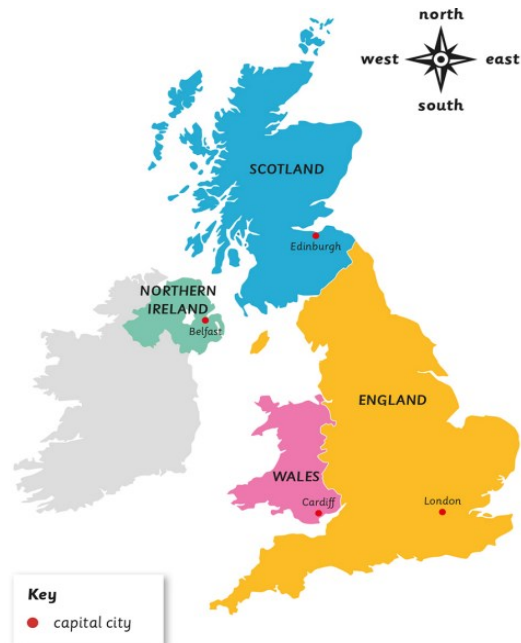 north
west
east
south
SCOTLAND
Edinburgh
NORTHERN
IRELAND
Belfast
ENGLAND
WALES
Cardiff
London
Key
capital city